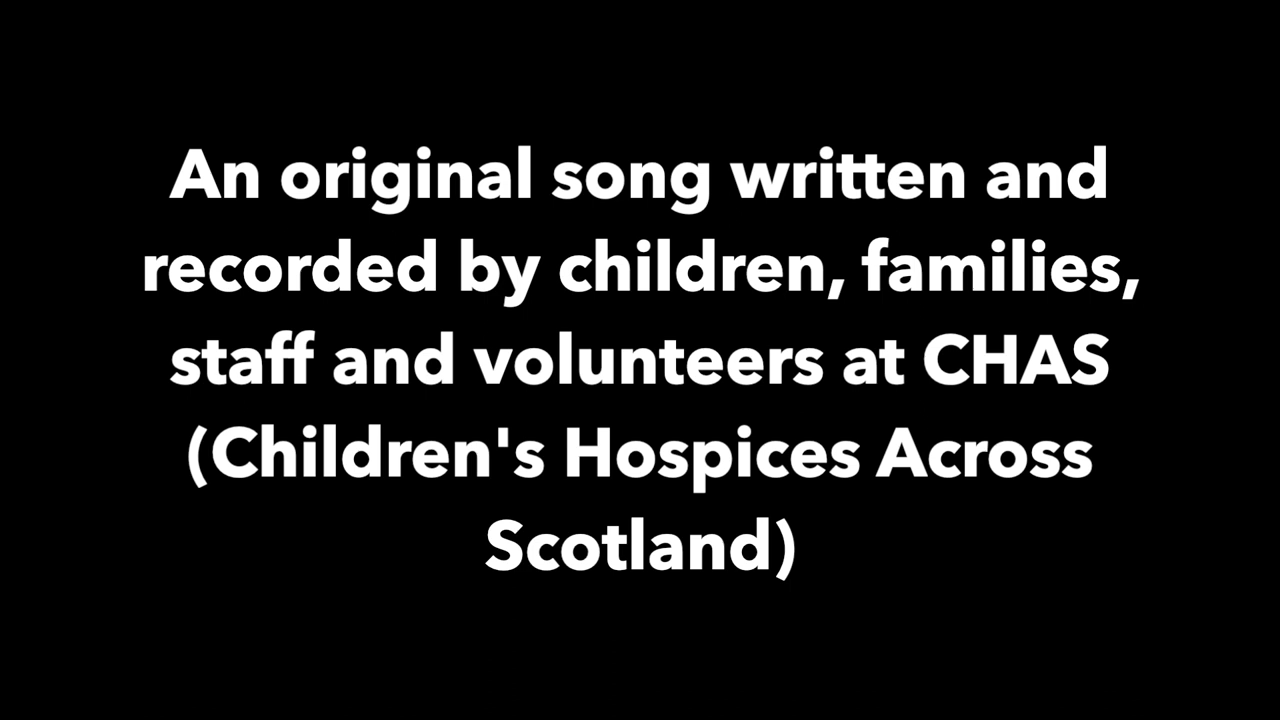 An original song written and
recorded by children, families,
staff and volunteers at CHAS
(Children's Hospices Across
Scotland)